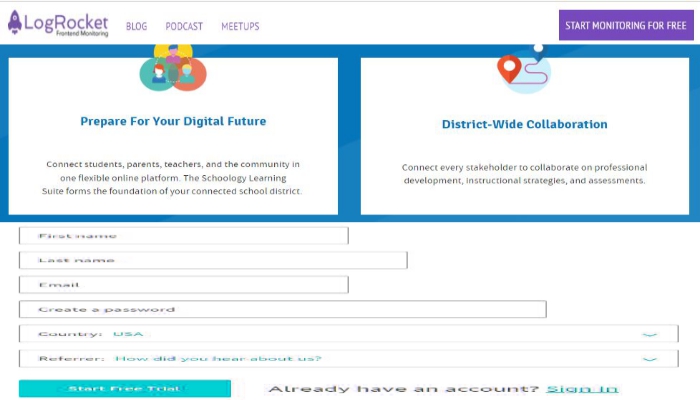 LogRocket
Frontend Monitoring
BLOG PODCAST MEETUPS
START MONITORING FOR FREE
Prepare For Your Digital Future
Connect students, parents, teachers, and the community in
one flexible online platform. The Schoology Learning
Suite forms the foundation of your connected school district.
District-Wide Collaboration
Connect every stakeholder to collaborate on professional
development, instructional strategies, and assessments.
First name
Last name
Email
Create a password
Country: USA
Referrer: How did you hear about us?
Start Free Trial
Already have an account? Sign In